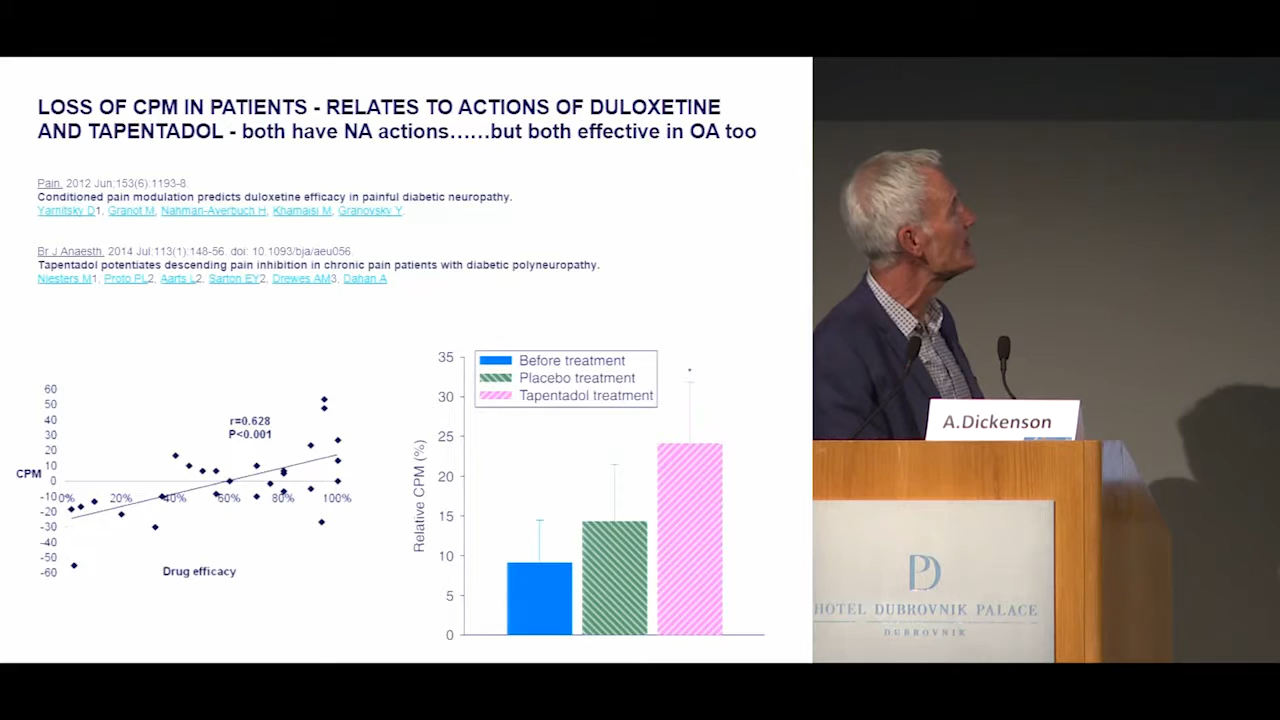 LOSS OF CPM IN PATIENTS - RELATES TO ACTIONS OF DULOXETINE
AND TAPENTADOL - both have NA actions......but both effective in OA too
Pain. 2012 Jun;153(6):1193-8.
Conditioned pain modulation predicts duloxetine efficacy in painful diabetic neuropathy.
Yarnitsky D1, Granot M, Nahman-Averbuch H, Khamaisi M, Granovsky Y.
Br J Anaesth. 2014 Jul;113(1):148-56. doi: 10.1093/bja/aeu056.
Tapentadol potentiates descending pain inhibition in chronic pain patients with diabetic polyneuropathy.
Niesters M1, Proto PL2, Aarts L2, Sarton EY2, Drewes AM3, Dahan A
60
50
40
30
20
10
0
-10
-20
-30
-40
-50
-60
CPM
r=0.628
P<0.001
0% 20% 40% 60% 80% 100%
Drug efficacy
35
30
25
20
15
10
5
0
Relative CPM (%)
Before treatment
Placebo treatment
Tapentadol treatment
*
A.Dickenson
PD
HOTEL DUBROVNIK PALACE
DUBROVNIK